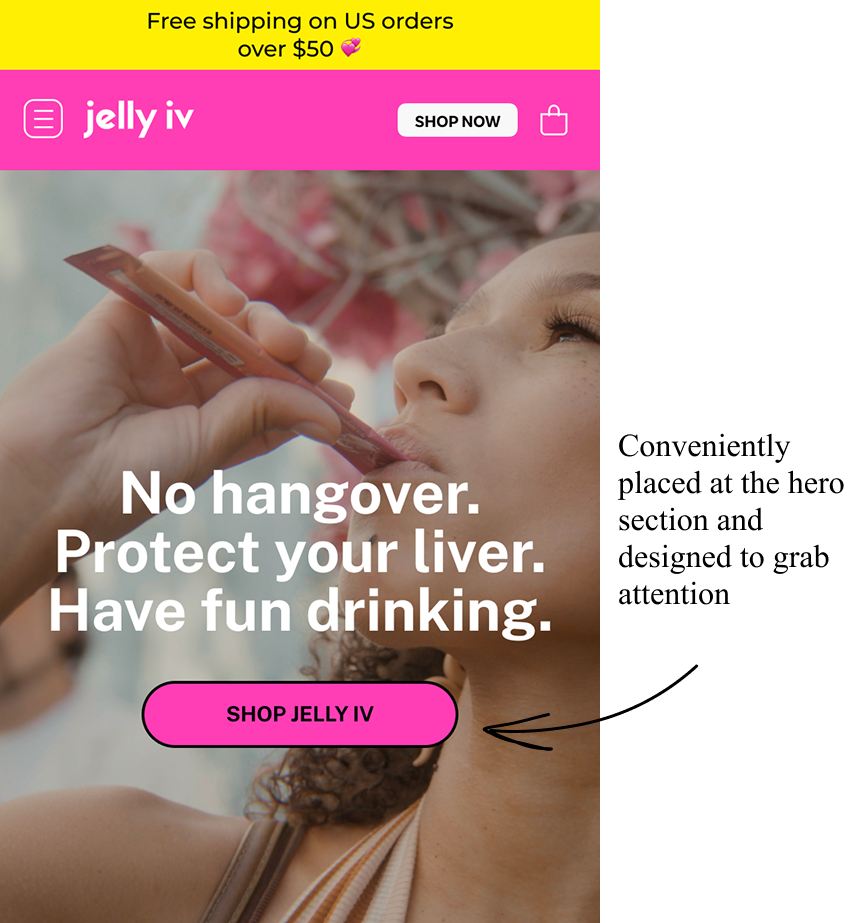 Free shipping on US orders
over $50 💞
jelly iv
SHOP NOW
No hangover.
Protect your liver.
Have fun drinking.
SHOP JELLY IV
Conveniently
placed at the hero
section and
designed to grab
attention